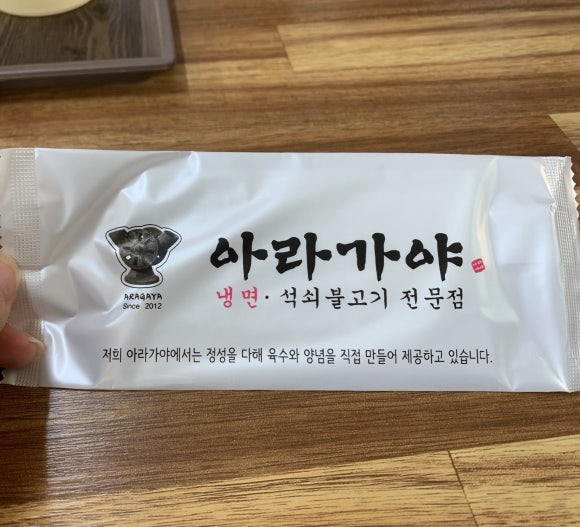 아라가야
냉면·석쇠불고기 전문점
ARAGAYA
Since 2012
저희 아라가야에서는 정성을 다해 육수와 양념을 직접 만들어 제공하고 있습니다.